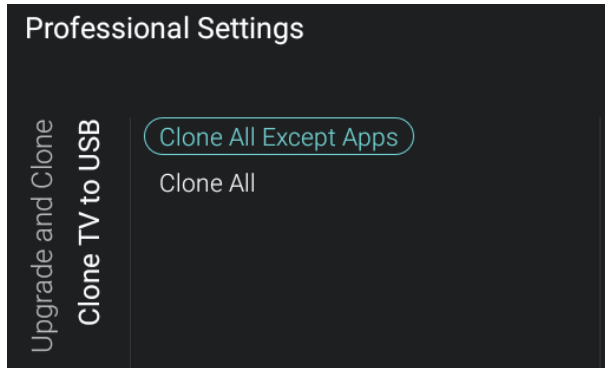 Professional Settings
Upgrade and Clone
Clone TV to USB
Clone All Except Apps
Clone All